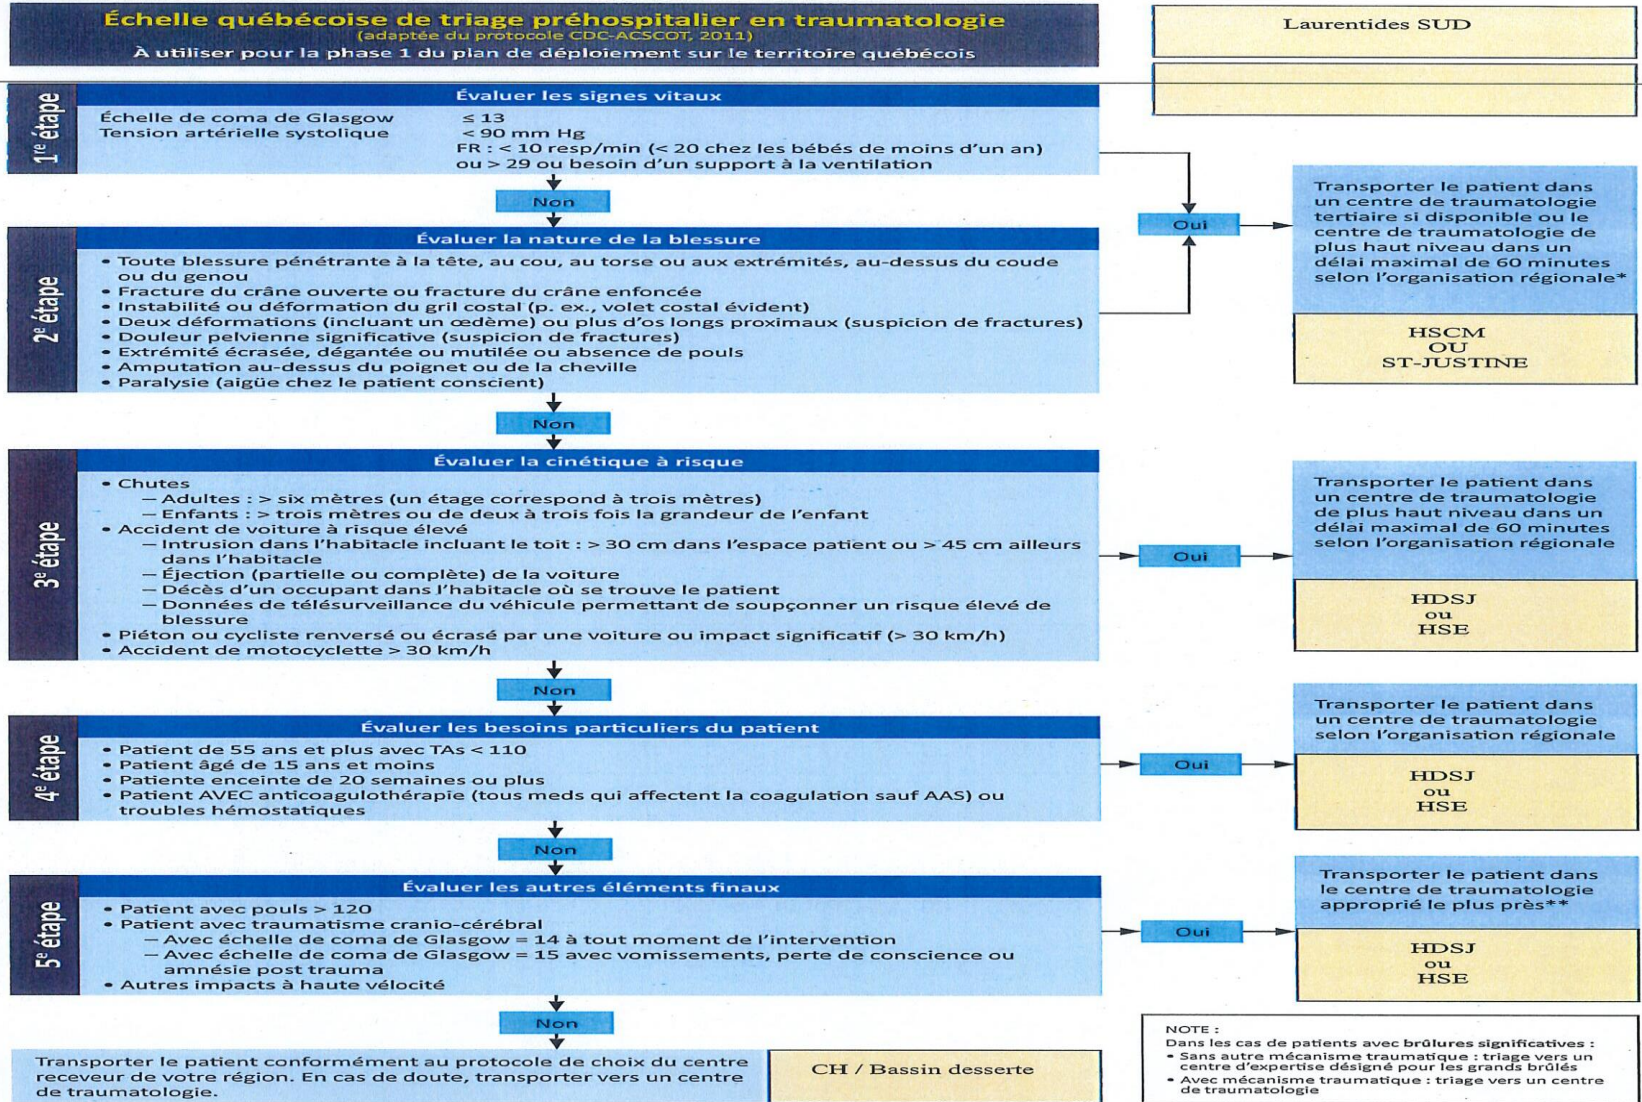 Échelle québécoise de triage préhospitalier en traumatologie
(adaptée du protocole CDC-ACSCOT, 2011)
À utiliser pour la phase 1 du plan de déploiement sur le territoire québécois
Laurentides SUD
1re étape
Évaluer les signes vitaux
Échelle de coma de Glasgow ≤ 13
Tension artérielle systolique < 90 mm Hg
FR : < 10 resp/min (< 20 chez les bébés de moins d'un an)
ou > 29 ou besoin d'un support à la ventilation
Non
Oui
Transporter le patient dans
un centre de traumatologie
tertiaire si disponible ou le
centre de traumatologie de
plus haut niveau dans un
délai maximal de 60 minutes
selon l'organisation régionale*
HSCM
OU
ST-JUSTINE
2e étape
Évaluer la nature de la blessure
• Toute blessure pénétrante à la tête, au cou, au torse ou aux extrémités, au-dessus du coude
ou du genou
• Fracture du crâne ouverte ou fracture du crâne enfoncée
• Instabilité ou déformation du gril costal (p. ex., volet costal évident)
• Deux déformations (incluant un œdème) ou plus d'os longs proximaux (suspicion de fractures)
• Douleur pelvienne significative (suspicion de fractures)
• Extrémité écrasée, dégantée ou mutilée ou absence de pouls
• Amputation au-dessus du poignet ou de la cheville
• Paralysie (aigüe chez le patient conscient)
Non
3e étape
Évaluer la cinétique à risque
• Chutes
— Adultes : > six mètres (un étage correspond à trois mètres)
— Enfants : > trois mètres ou de deux à trois fois la grandeur de l'enfant
• Accident de voiture à risque élevé
— Intrusion dans l'habitacle incluant le toit : > 30 cm dans l'espace patient ou > 45 cm ailleurs
dans l'habitacle
— Éjection (partielle ou complète) de la voiture
— Décès d'un occupant dans l'habitacle où se trouve le patient
— Données de télésurveillance du véhicule permettant de soupçonner un risque élevé de
blessure
• Piéton ou cycliste renversé ou écrasé par une voiture ou impact significatif (> 30 km/h)
• Accident de motocyclette > 30 km/h
Oui
Transporter le patient dans
un centre de traumatologie
de plus haut niveau dans un
délai maximal de 60 minutes
selon l'organisation régionale
HDSJ
ou
HSE
Non
4e étape
Évaluer les besoins particuliers du patient
• Patient de 55 ans et plus avec TAs < 110
• Patient âgé de 15 ans et moins
• Patiente enceinte de 20 semaines ou plus
• Patient AVEC anticoagulothérapie (tous meds qui affectent la coagulation sauf AAS) ou
troubles hémostatiques
Oui
Transporter le patient dans
un centre de traumatologie
selon l'organisation régionale
HDSJ
ou
HSE
Non
5e étape
Évaluer les autres éléments finaux
• Patient avec pouls > 120
• Patient avec traumatisme cranio-cérébral
— Avec échelle de coma de Glasgow = 14 à tout moment de l'intervention
— Avec échelle de coma de Glasgow = 15 avec vomissements, perte de conscience ou
amnésie post trauma
• Autres impacts à haute vélocité
Oui
Transporter le patient dans
le centre de traumatologie
approprié le plus près**
HDSJ
ou
HSE
Non
Transporter le patient conformément au protocole de choix du centre
receveur de votre région. En cas de doute, transporter vers un centre
de traumatologie.
CH / Bassin desserte
NOTE :
Dans les cas de patients avec brûlures significatives :
• Sans autre mécanisme traumatique : triage vers un
centre d'expertise désigné pour les grands brûlés
• Avec mécanisme traumatique : triage vers un centre
de traumatologie